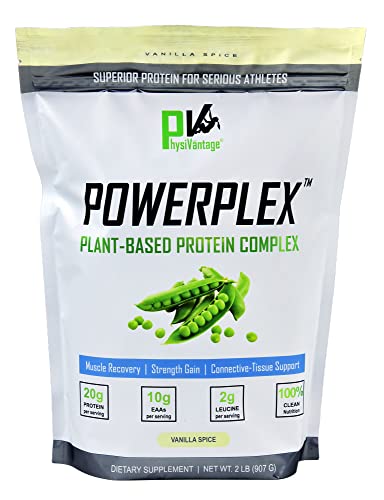 VANILLA SPICE
SUPERIOR PROTEIN FOR SERIOUS ATHLETES
PV
PhysiVantage®
POWERPLEX™
PLANT-BASED PROTEIN COMPLEX
Muscle Recovery | Strength Gain | Connective-Tissue Support
20g PROTEIN per serving
10g EAAs per serving
2g LEUCINE per serving
100% CLEAN Nutrition
VANILLA SPICE
DIETARY SUPPLEMENT | NET WT. 2 LB (907 G)